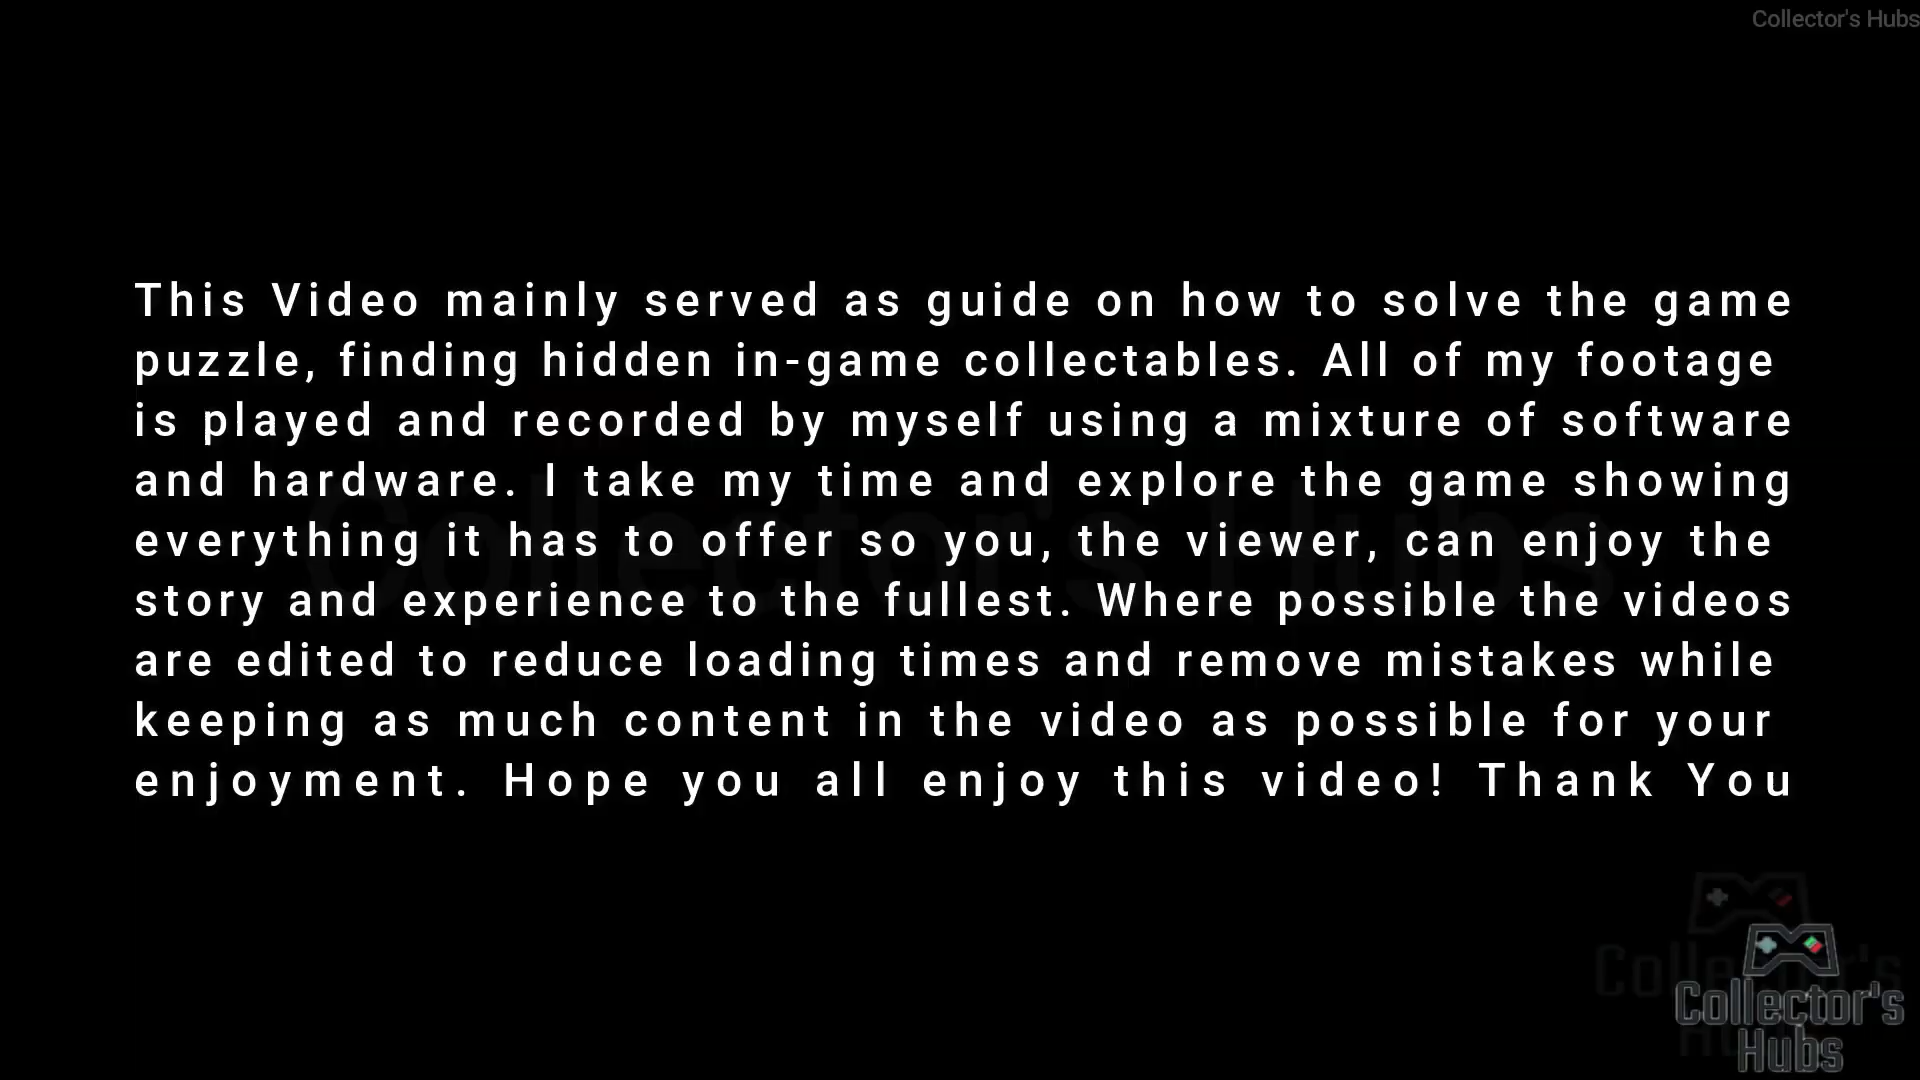 Collector's Hubs
This Video mainly served as guide on how to solve the game
puzzle, finding hidden in-game collectables. All of my footage
is played and recorded by myself using a mixture of software
and hardware. I take my time and explore the game showing
everything it has to offer so you, the viewer, can enjoy the
story and experience to the fullest. Where possible the videos
are edited to reduce loading times and remove mistakes while
keeping as much content in the video as possible for your
enjoyment. Hope you all enjoy this video! Thank You
Collector's Hubs
Collector's
Hubs
Collector's
Hubs